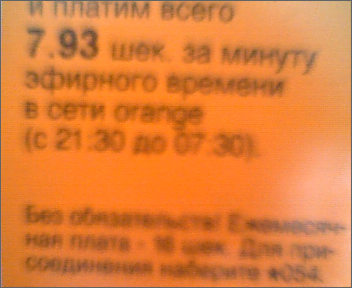 и платим всего
7.93 шек. за минуту
эфирного времени
в сети orange
(с 21:30 до 07:30).
Без обязательств! Ежемесяч-
ная плата - 16 шек. Для при-
соединения наберите *054.